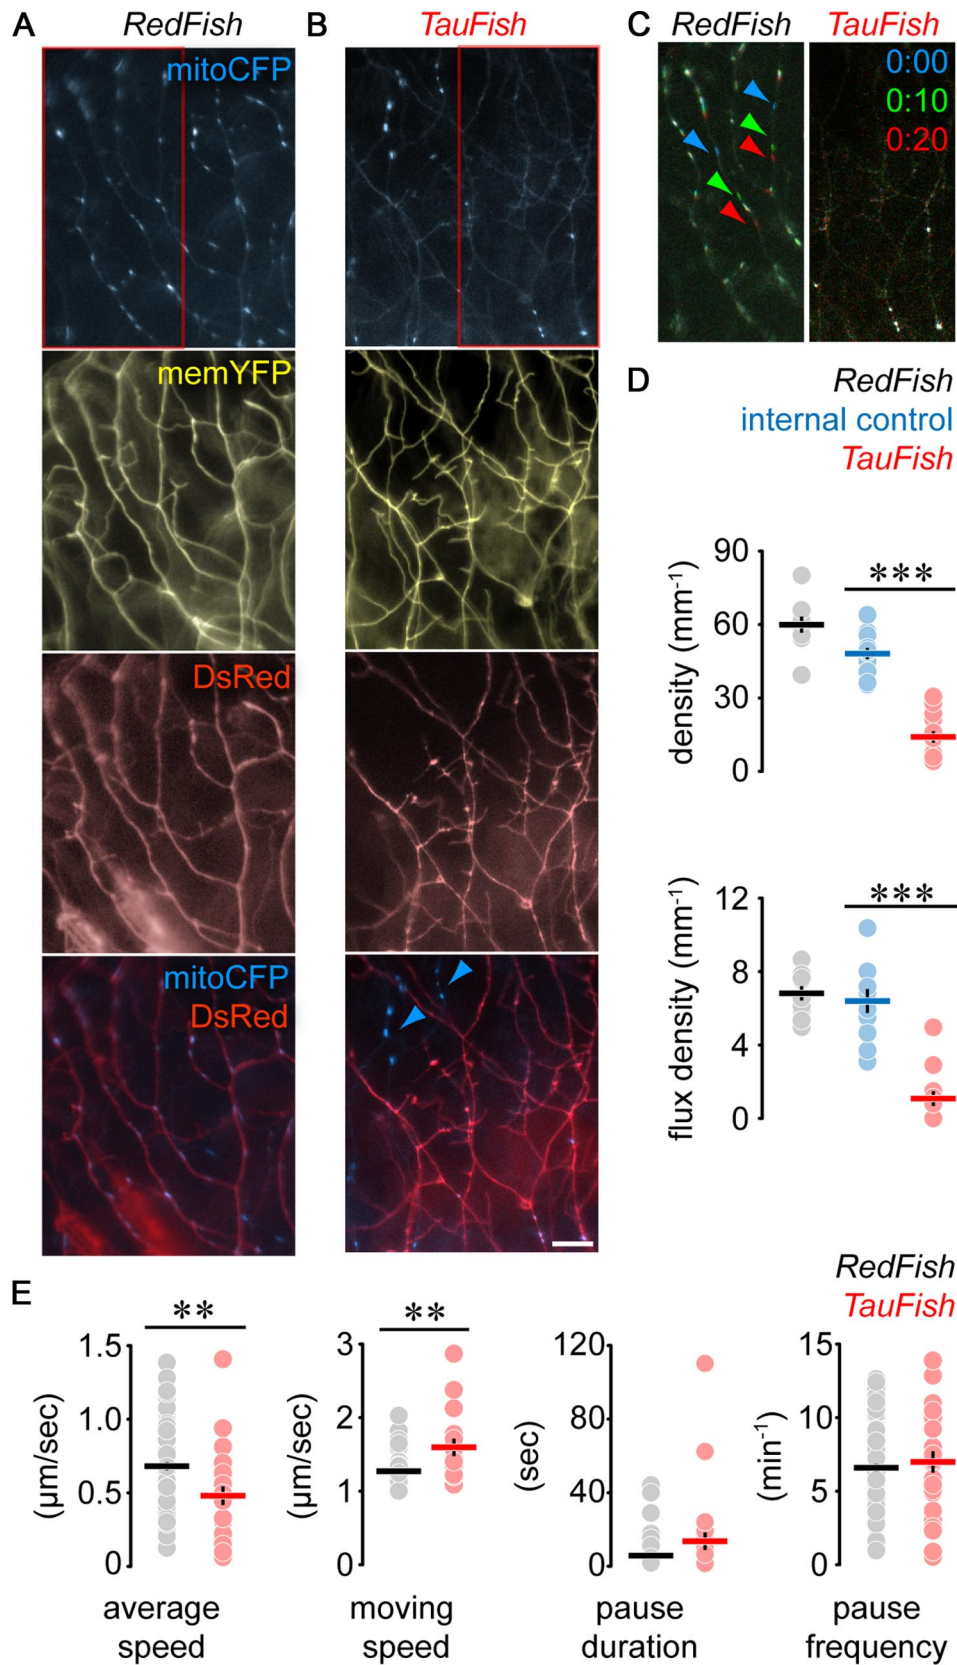 A RedFish B TauFish C RedFish TauFish
mitoCFP
0:00
0:10
0:20
memYFP
DsRed
mitoCFP
DsRed
D RedFish
internal control
TauFish
density (mm-1)
90
60
30
0
***
flux density (mm-1)
12
8
4
0
***
E RedFish
TauFish
(µm/sec)
1.5
1.0
0.5
0
**
average
speed
(µm/sec)
3
2
1
0
**
moving
speed
(sec)
120
80
40
0
pause
duration
(min-1)
15
10
5
0
pause
frequency